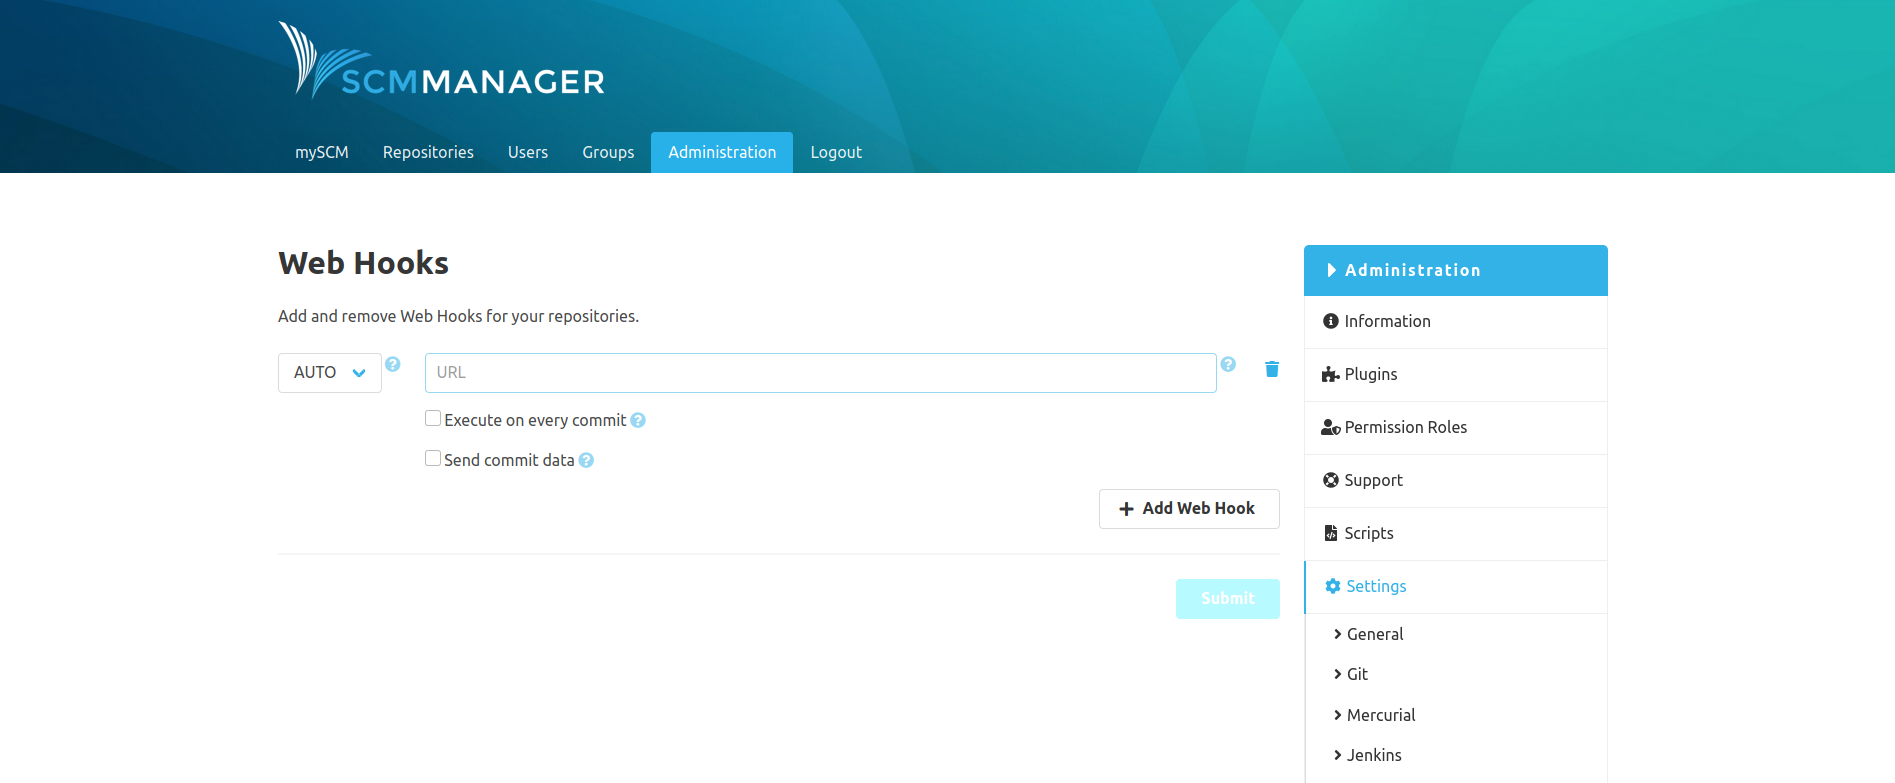 SCMMANAGER
mySCM Repositories Users Groups Administration Logout
Web Hooks
Add and remove Web Hooks for your repositories.
AUTO ? URL ?
Execute on every commit ?
Send commit data ?
Add Web Hook
Submit
Administration
Information
Plugins
Permission Roles
Support
Scripts
Settings
General
Git
Mercurial
Jenkins